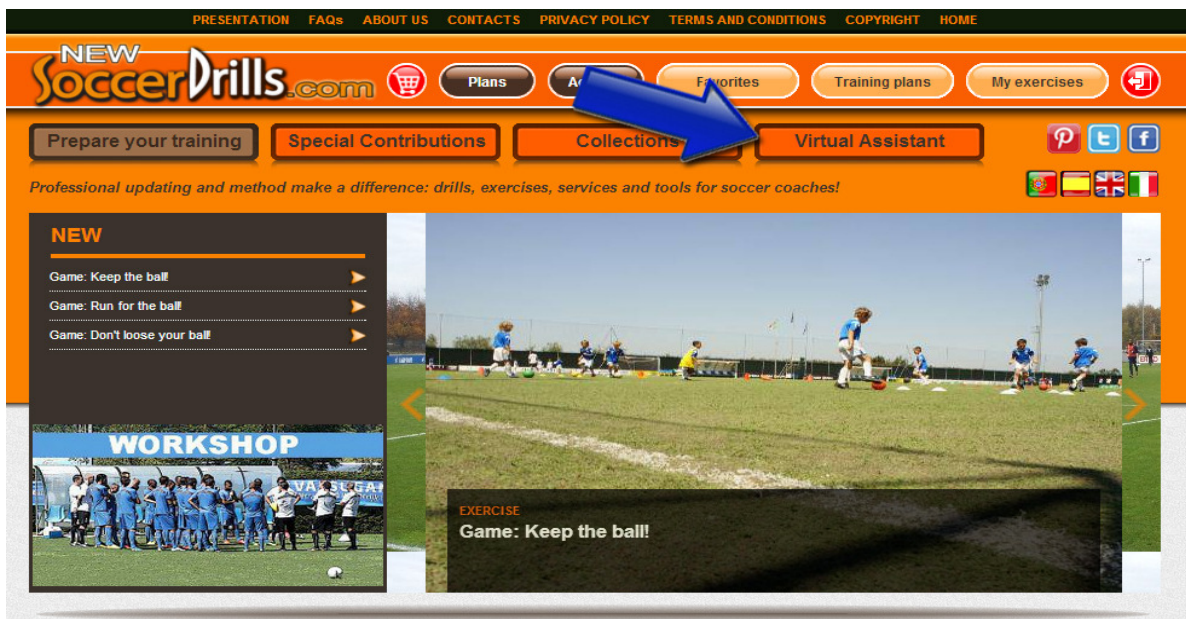 PRESENTATION FAQs ABOUT US CONTACTS PRIVACY POLICY TERMS AND CONDITIONS COPYRIGHT HOME
NEW
SoccerDrills.com
Plans
Favorites
Training plans
My exercises
Prepare your training
Special Contributions
Collections
Virtual Assistant
Professional updating and method make a difference: drills, exercises, services and tools for soccer coaches!
NEW
Game: Keep the ball!
Game: Run for the ball!
Game: Don't loose your ball!
WORKSHOP
EXERCISE
Game: Keep the ball!